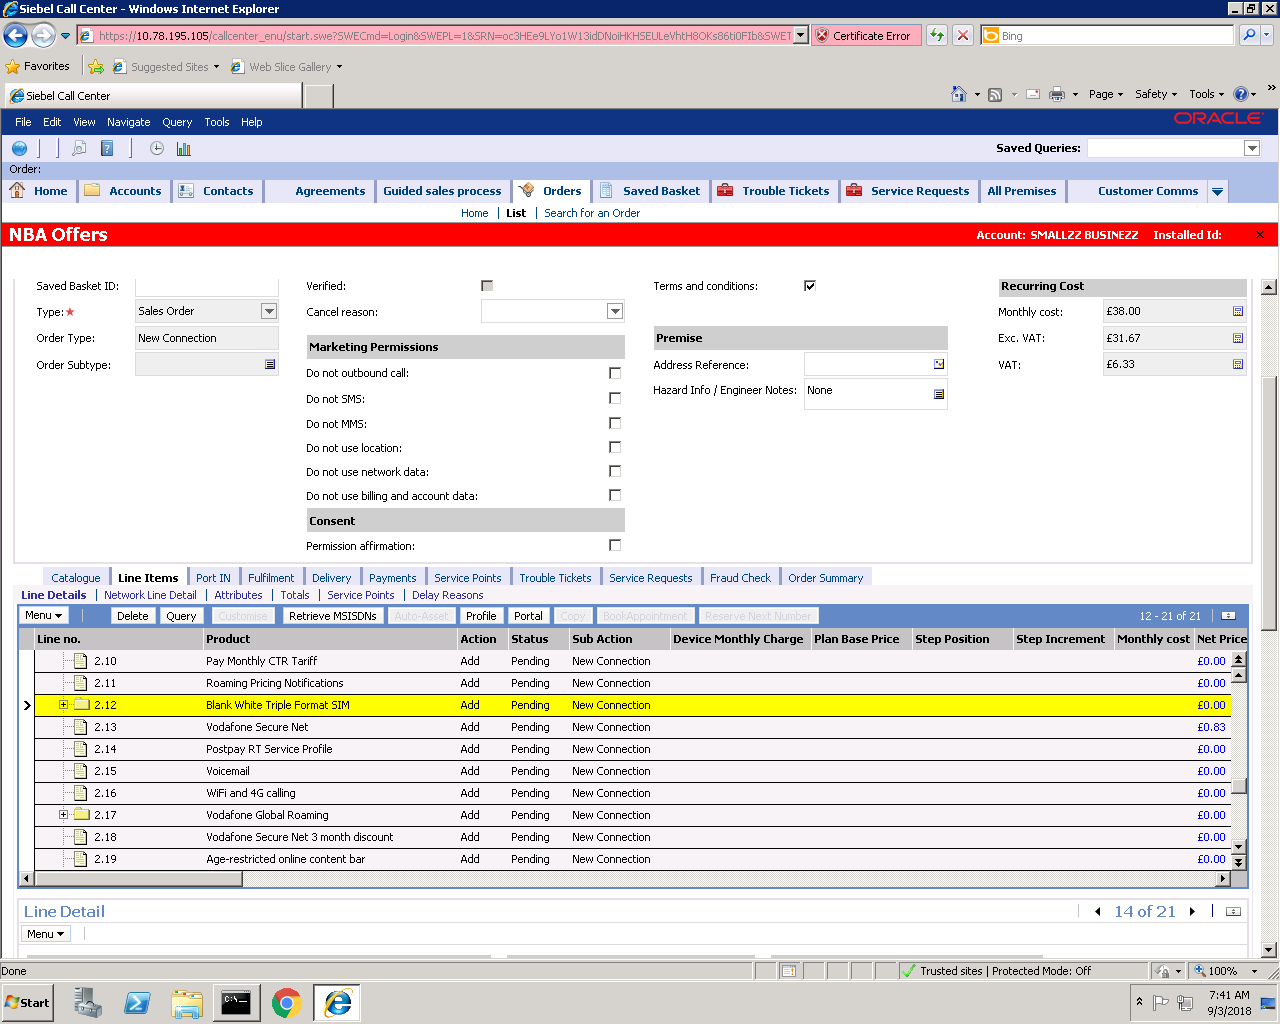 Siebel Call Center - Windows Internet Explorer
Certificate Error
Bing
Favorites
Suggested Sites
Web Slice Gallery
Siebel Call Center
Page
Safety
Tools
File Edit View Navigate Query Tools Help
ORACLE
Saved Queries:
Order:
Home Accounts Contacts Agreements Guided sales process Orders Saved Basket Trouble Tickets Service Requests All Premises Customer Comms
Home List Search for an Order
NBA Offers
Account: SMALLZZ BUSINEZZ Installed Id:
Saved Basket ID: Verified: Terms and conditions: Recurring Cost
Type: Sales Order Cancel reason: Monthly cost: £38.00
Order Type: New Connection Premise Exc. VAT: £31.67
Order Subtype: Marketing Permissions Address Reference: VAT: £6.33
Do not outbound call: Hazard Info / Engineer Notes: None
Do not SMS:
Do not MMS:
Do not use location:
Do not use network data:
Do not use billing and account data:
Consent
Permission affirmation:
Catalogue Line Items Port IN Fulfilment Delivery Payments Service Points Trouble Tickets Service Requests Fraud Check Order Summary
Line Details Network Line Detail Attributes Totals Service Points Delay Reasons
Menu Delete Query Customise Retrieve MSISDNs Auto-Asset Profile Portal Copy BookAppointment Reserve Next Number 12 - 21 of 21
Line no. Product Action Status Sub Action Device Monthly Charge Plan Base Price Step Position Step Increment Monthly cost Net Price
2.10 Pay Monthly CTR Tariff Add Pending New Connection £0.00
2.11 Roaming Pricing Notifications Add Pending New Connection £0.00
2.12 Blank White Triple Format SIM Add Pending New Connection £0.00
2.13 Vodafone Secure Net Add Pending New Connection £0.83
2.14 Postpay RT Service Profile Add Pending New Connection £0.00
2.15 Voicemail Add Pending New Connection £0.00
2.16 WiFi and 4G calling Add Pending New Connection £0.00
2.17 Vodafone Global Roaming Add Pending New Connection £0.00
2.18 Vodafone Secure Net 3 month discount Add Pending New Connection £0.00
2.19 Age-restricted online content bar Add Pending New Connection £0.00
Line Detail 14 of 21
Menu
Done Trusted sites | Protected Mode: Off 100%
Start
7:41 AM
9/3/2018